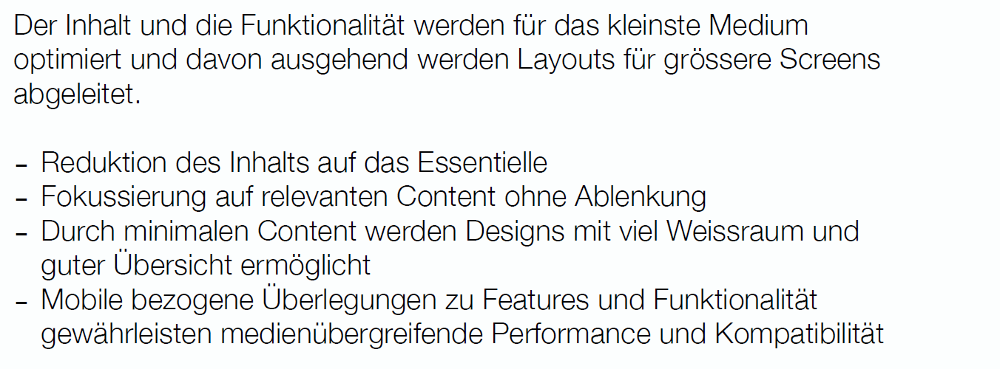 Der Inhalt und die Funktionalität werden für das kleinste Medium
optimiert und davon ausgehend werden Layouts für grössere Screens
abgeleitet.
- Reduktion des Inhalts auf das Essentielle
- Fokussierung auf relevanten Content ohne Ablenkung
- Durch minimalen Content werden Designs mit viel Weissraum und
guter Übersicht ermöglicht
- Mobile bezogene Überlegungen zu Features und Funktionalität
gewährleisten medienübergreifende Performance und Kompatibilität